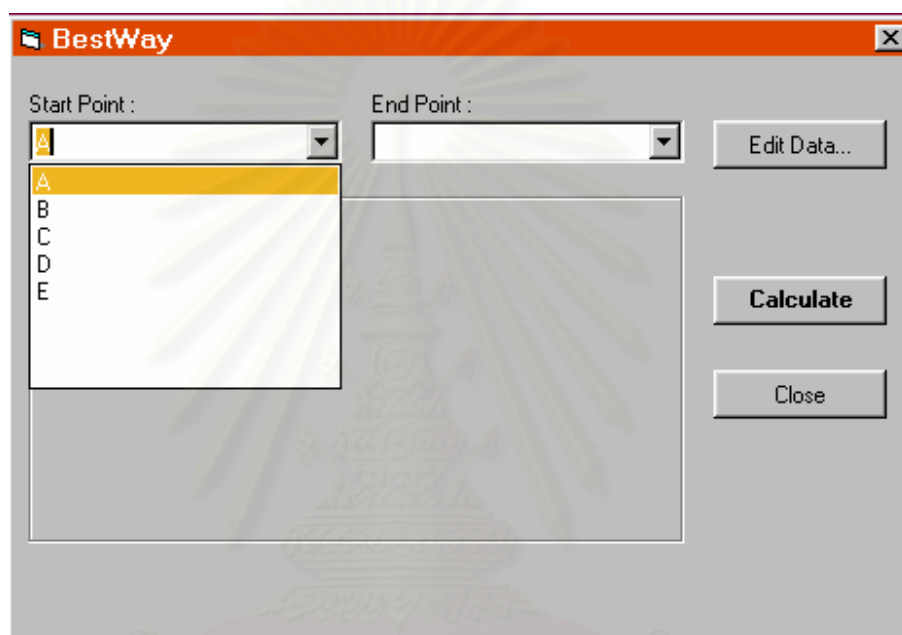 BestWay
Start Point : End Point :
A
Edit Data...
A
B
C
D
E
Calculate
Close